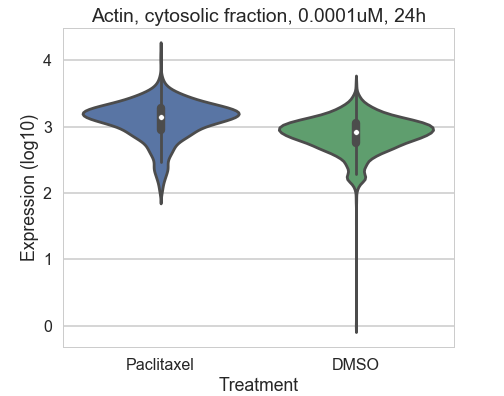 Actin, cytosolic fraction, 0.0001uM, 24h
Expression (log10)
4
3
2
1
0
Paclitaxel
DMSO
Treatment